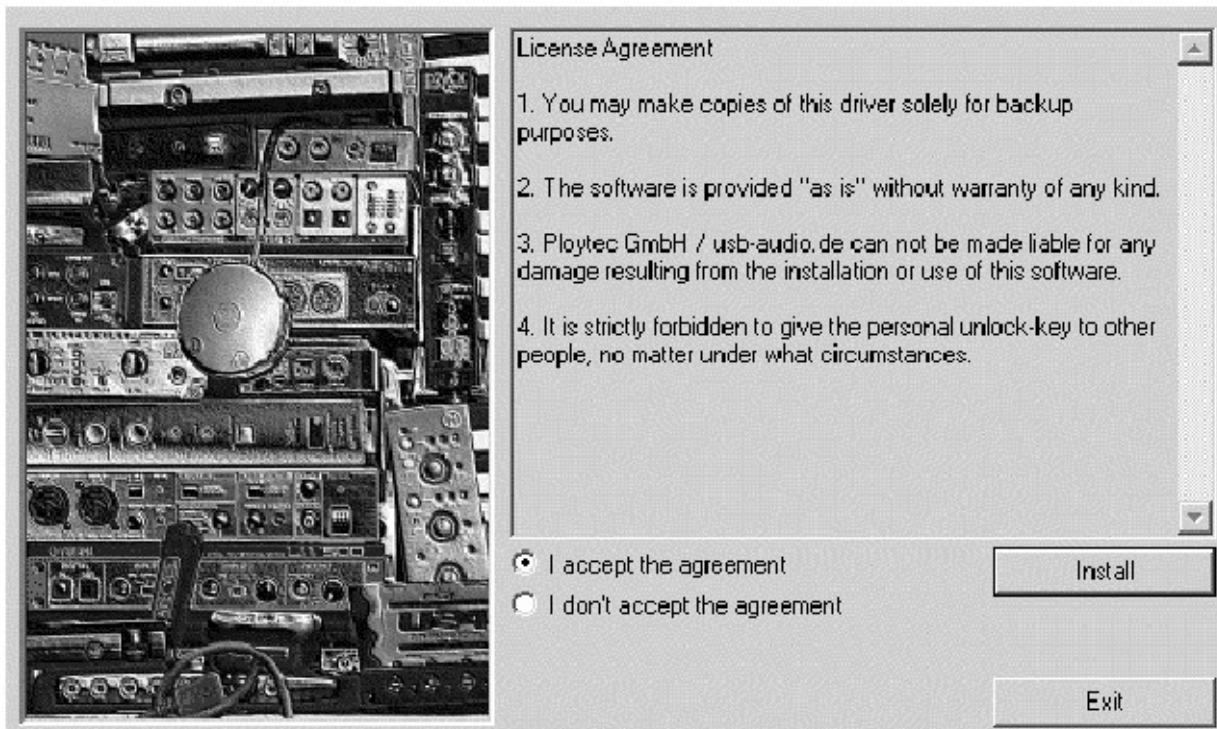 License Agreement
1. You may make copies of this driver solely for backup
purposes.
2. The software is provided "as is" without warranty of any kind.
3. Ploytec GmbH / usb-audio.de can not be made liable for any
damage resulting from the installation or use of this software.
4. It is strictly forbidden to give the personal unlock-key to other
people, no matter under what circumstances.
I accept the agreement
I don't accept the agreement
Install
Exit